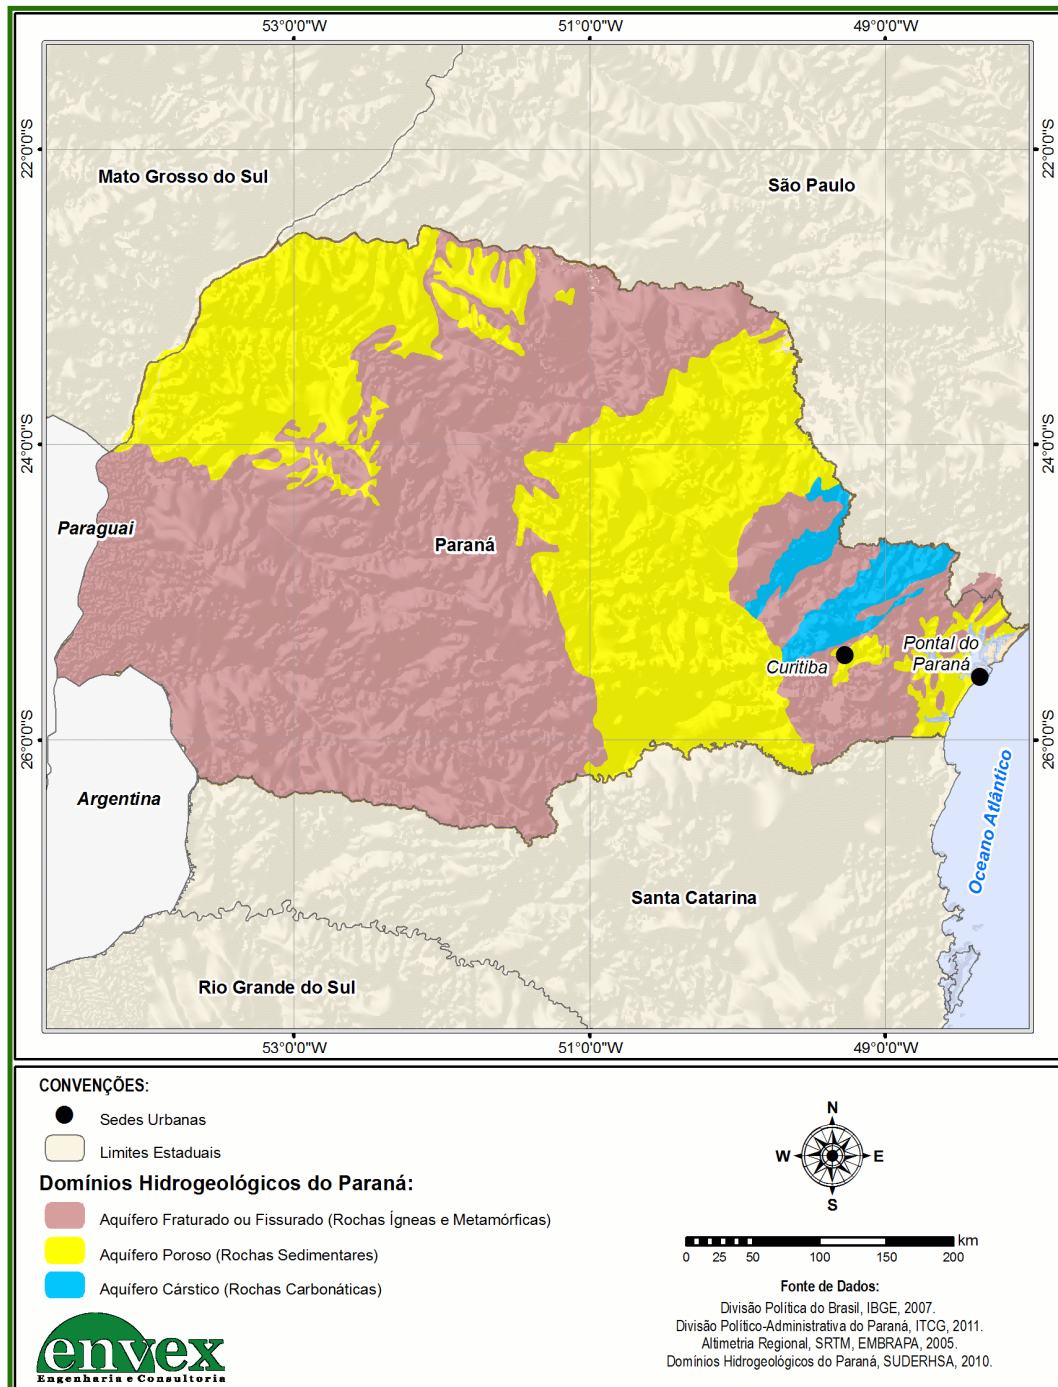 53°0'0"W
51°0'0"W
49°0'0"W
22°0'0"S
22°0'0"S
Mato Grosso do Sul
São Paulo
24°0'0"S
24°0'0"S
Paraguai
Paraná
Pontal do
Paraná
Curitiba
26°0'0"S
26°0'0"S
Argentina
Oceano Atlântico
Santa Catarina
Rio Grande do Sul
53°0'0"W
51°0'0"W
49°0'0"W
CONVENÇÕES:
Sedes Urbanas
Limites Estaduais
Domínios Hidrogeológicos do Paraná:
Aquífero Fraturado ou Fissurado (Rochas Ígneas e Metamórficas)
Aquífero Poroso (Rochas Sedimentares)
Aquífero Cárstico (Rochas Carbonáticas)
envex
Engenharia e Consultoria
N
W
E
S
km
0 25 50 100 150 200
Fonte de Dados:
Divisão Política do Brasil, IBGE, 2007.
Divisão Político-Administrativa do Paraná, ITCG, 2011.
Altimetria Regional, SRTM, EMBRAPA, 2005.
Domínios Hidrogeológicos do Paraná, SUDERHSA, 2010.